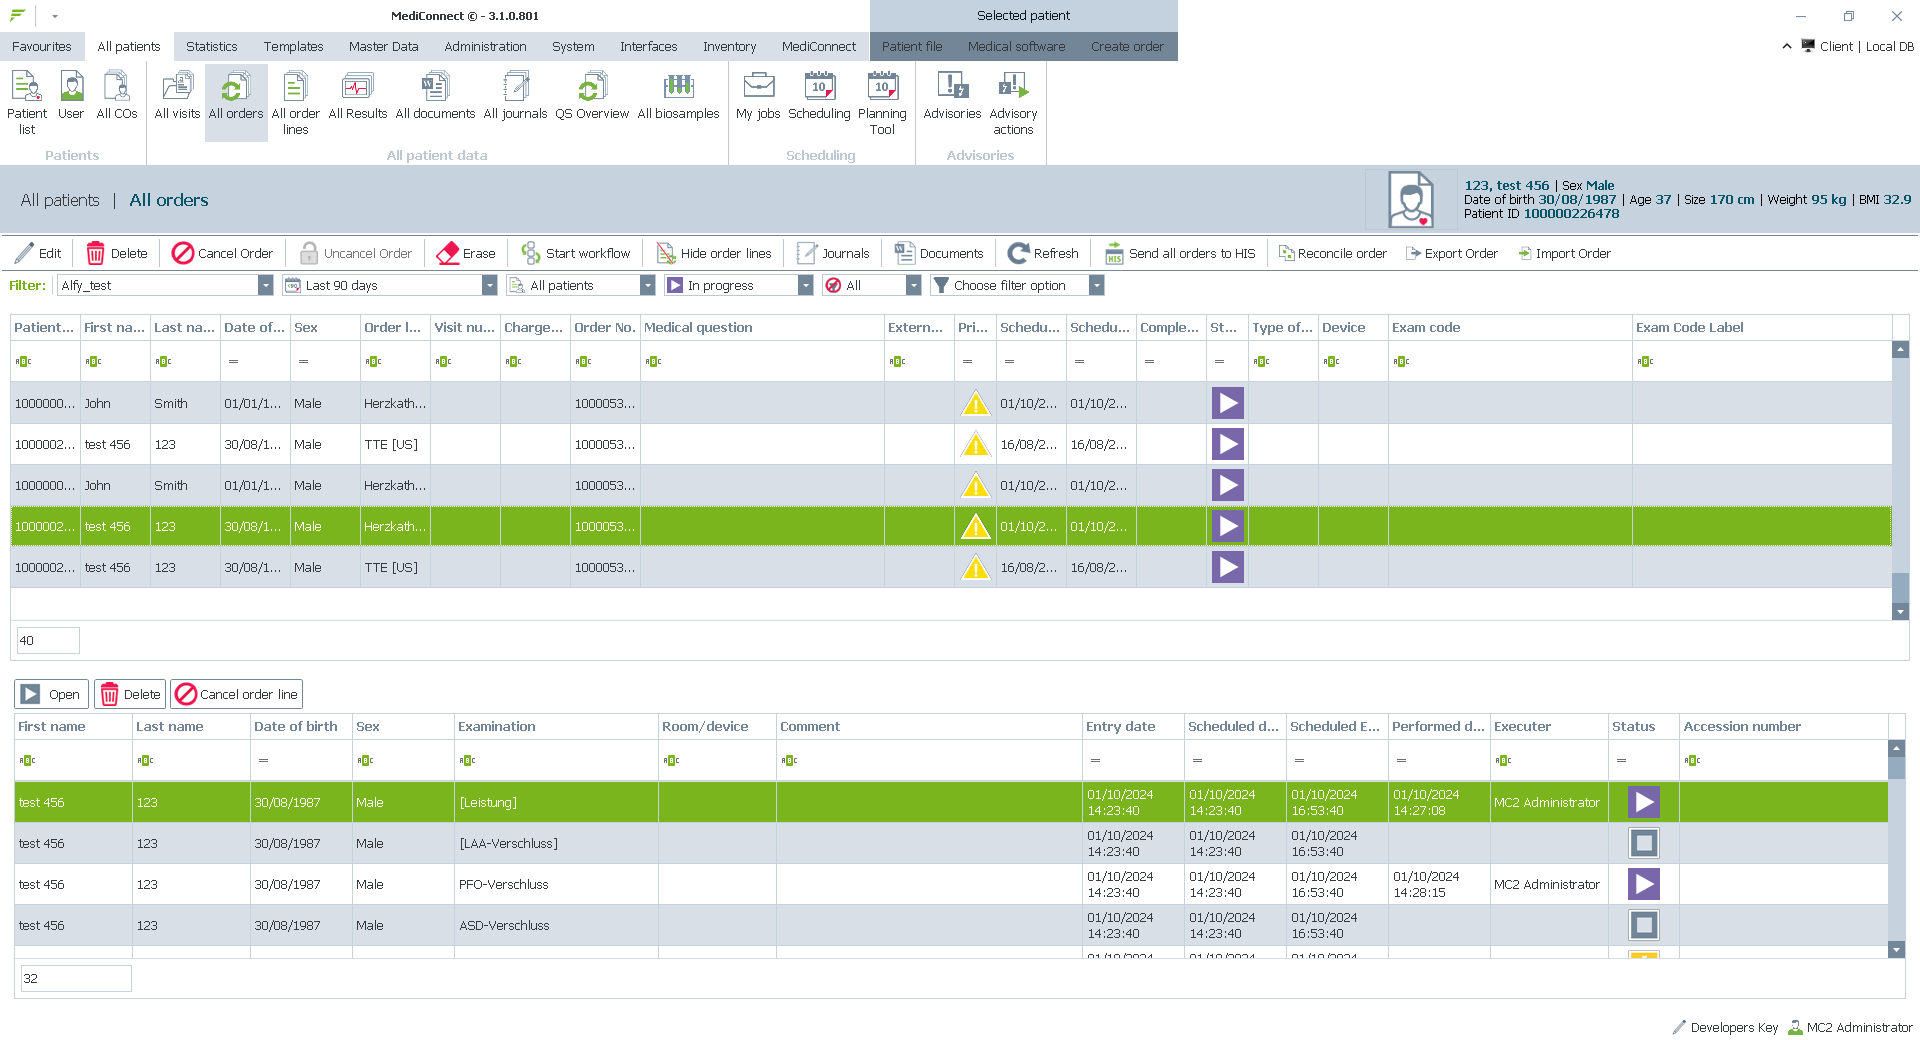 MediConnect © - 3.1.0.801
Selected patient
Favourites All patients Statistics Templates Master Data Administration System Interfaces Inventory MediConnect Patient file Medical software Create order
Client | Local DB
Patient list User All COs All visits All orders All order lines All Results All documents All journals QS Overview All biosamples My jobs Scheduling Planning Tool Advisories Advisory actions
Patients All patient data Scheduling Advisories
All patients | All orders
123, test 456 | Sex Male
Date of birth 30/08/1987 | Age 37 | Size 170 cm | Weight 95 kg | BMI 32.9
Patient ID 100000226478
Edit Delete Cancel Order Uncancel Order Erase Start workflow Hide order lines Journals Documents Refresh Send all orders to HIS Reconcile order Export Order Import Order
Filter: Alfy_test Last 90 days All patients In progress All Choose filter option
Patient... First na... Last na... Date of... Sex Order l... Visit nu... Charge... Order No. Medical question Extern... Pri... Schedu... Schedu... Comple... St... Type of... Device Exam code Exam Code Label
1000000... John Smith 01/01/1... Male Herzkath... 1000053... 01/10/2... 01/10/2...
1000002... test 456 123 30/08/1... Male TTE [US] 1000053... 16/08/2... 16/08/2...
1000000... John Smith 01/01/1... Male Herzkath... 1000053... 01/10/2... 01/10/2...
1000002... test 456 123 30/08/1... Male Herzkath... 1000053... 01/10/2... 01/10/2...
1000002... test 456 123 30/08/1... Male TTE [US] 1000053... 16/08/2... 16/08/2...
40
Open Delete Cancel order line
First name Last name Date of birth Sex Examination Room/device Comment Entry date Scheduled d... Scheduled E... Performed d... Executer Status Accession number
test 456 123 30/08/1987 Male [Leistung] 01/10/2024 14:23:40 01/10/2024 14:23:40 01/10/2024 16:53:40 01/10/2024 14:27:08 MC2 Administrator
test 456 123 30/08/1987 Male [LAA-Verschluss] 01/10/2024 14:23:40 01/10/2024 14:23:40 01/10/2024 16:53:40
test 456 123 30/08/1987 Male PFO-Verschluss 01/10/2024 14:23:40 01/10/2024 14:23:40 01/10/2024 16:53:40 01/10/2024 14:28:15 MC2 Administrator
test 456 123 30/08/1987 Male ASD-Verschluss 01/10/2024 14:23:40 01/10/2024 14:23:40 01/10/2024 16:53:40
32
Developers Key MC2 Administrator